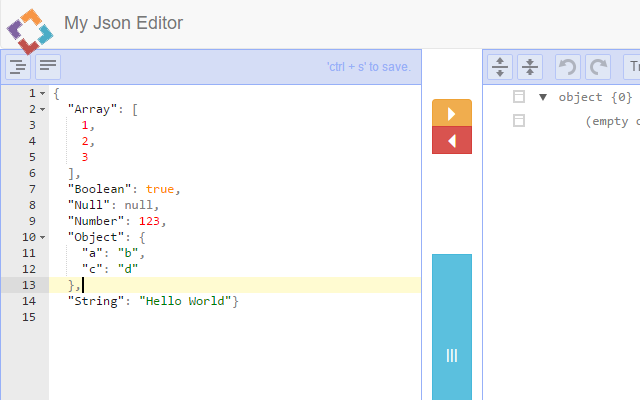 My Json Editor
'ctrl + s' to save.
Tr
1 {
2 "Array": [
3 1,
4 2,
5 3
6 ],
7 "Boolean": true,
8 "Null": null,
9 "Number": 123,
10 "Object": {
11 "a": "b",
12 "c": "d"
13 },
14 "String": "Hello World"}
15
object {0}
(empty o